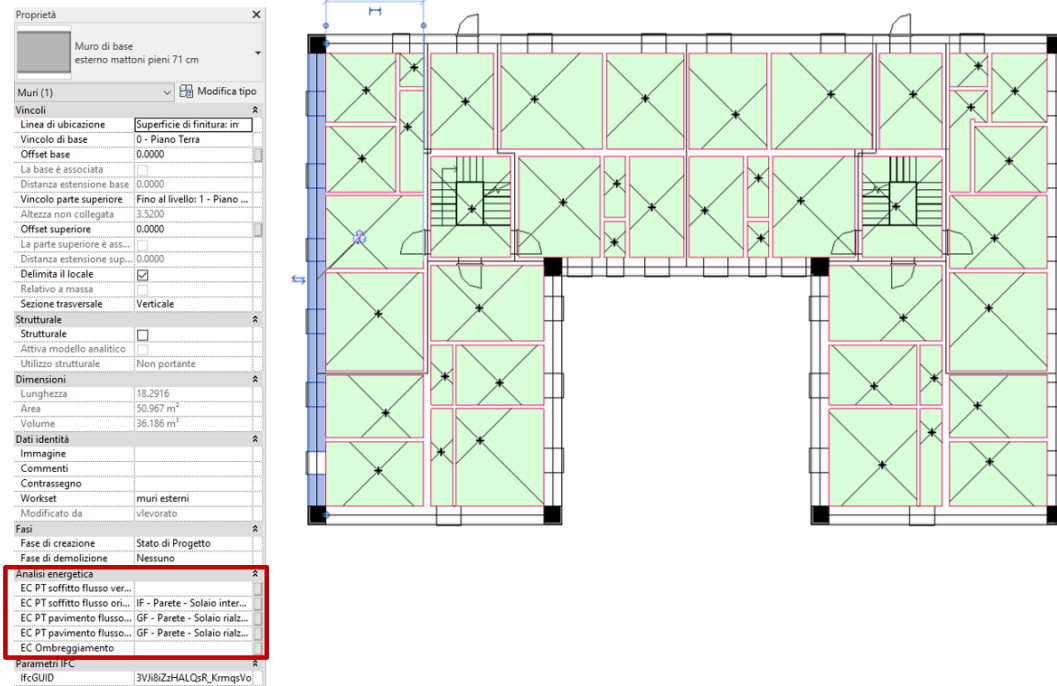 Proprietà
Muro di base
esterno mattoni pieni 71 cm
Muri (1) Modifica tipo
Vincoli
Linea di ubicazione Superficie di finitura: in
Vincolo di base 0 - Piano Terra
Offset base 0.0000
La base è associata
Distanza estensione base 0.0000
Vincolo parte superiore Fino al livello: 1 - Piano ...
Altezza non collegata 3.5200
Offset superiore 0.0000
La parte superiore è ass...
Distanza estensione sup... 0.0000
Delimita il locale
Relativo a massa
Sezione trasversale Verticale
Strutturale
Strutturale
Attiva modello analitico
Utilizzo strutturale Non portante
Dimensioni
Lunghezza 18.2916
Area 50.967 m²
Volume 36.186 m³
Dati identità
Immagine
Commenti
Contrassegno
Workset muri esterni
Modificato da vlevorato
Fasi
Fase di creazione Stato di Progetto
Fase di demolizione Nessuno
Analisi energetica
EC PT soffitto flusso ver...
EC PT soffitto flusso ori... IF - Parete - Solaio inter...
EC PT pavimento flusso... GF - Parete - Solaio rialz...
EC PT pavimento flusso... GF - Parete - Solaio rialz...
EC Ombreggiamento
Parametri IFC
IfcGUID 3VJi8iZzHALQsR_KrmqsVo